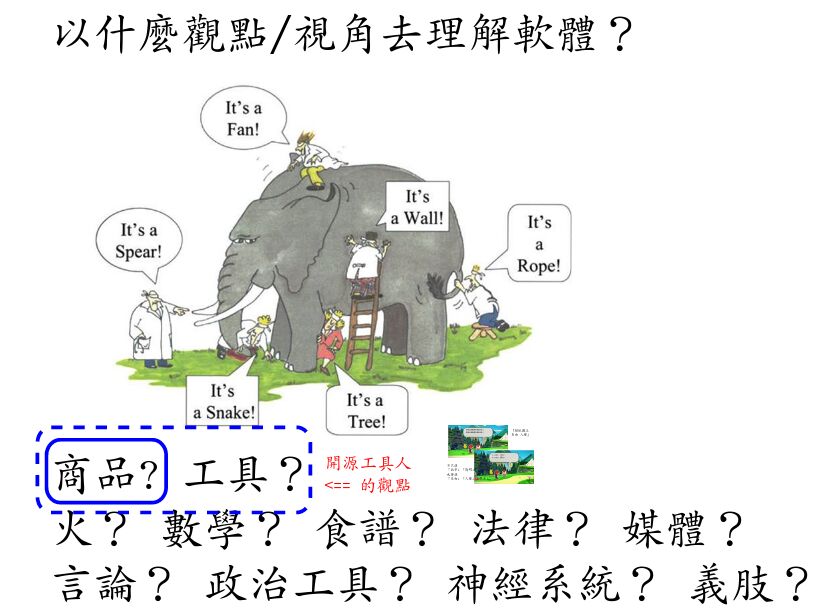 以什麼觀點/視角去理解軟體？
It's a
Fan!
It's
a Wall!
It's a
Spear!
It's
a
Rope!
It's
a Snake!
It's a
Tree!
商品? 工具？
開源工具人
<== 的觀點
火？ 數學？ 食譜？ 法律？ 媒體？
言論？ 政治工具？ 神經系統？ 義肢？